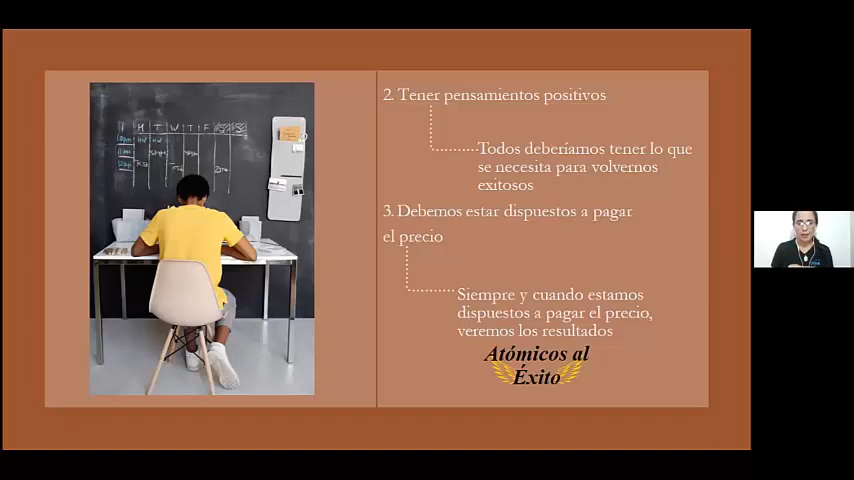 M T W T F S S
2. Tener pensamientos positivos
Todos deberíamos tener lo que
se necesita para volvernos
exitosos
3. Debemos estar dispuestos a pagar
el precio
Siempre y cuando estamos
dispuestos a pagar el precio,
veremos los resultados
Atómicos al
Éxito